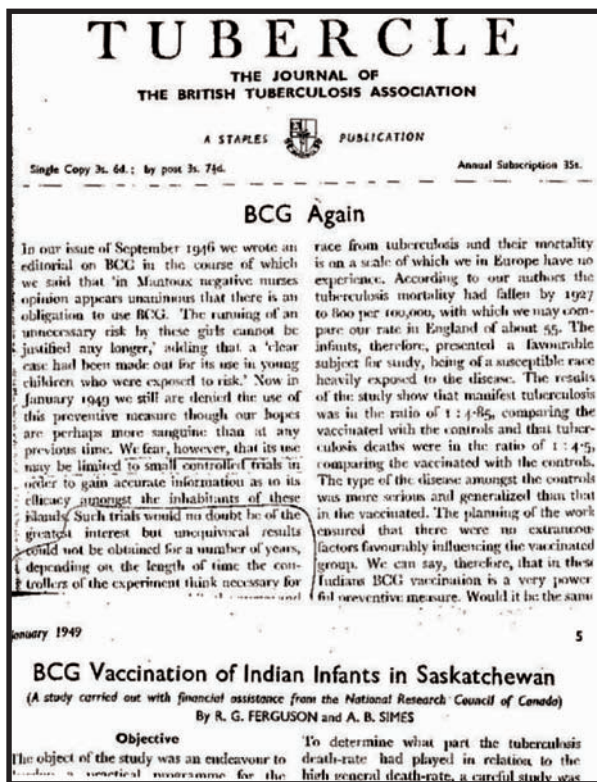 TUBERCLE
THE JOURNAL OF
THE BRITISH TUBERCULOSIS ASSOCIATION
A STAPLES PUBLICATION
Single Copy 3s. 6d.; by post 3s. 7½d. Annual Subscription 35s.
BCG Again
In our issue of September 1946 we wrote an
editorial on BCG in the course of which
we said that 'in Mantoux negative nurses
opinion appears unanimous that there is an
obligation to use BCG. The running of an
unnecessary risk by these girls cannot be
justified any longer,' adding that a 'clear
case had been made out for its use in young
children who were exposed to risk.' Now in
January 1949 we still are denied the use of
this preventive measure though our hopes
are perhaps more sanguine than at any
previous time. We fear, however, that its use
may be limited to small controlled trials in
order to gain accurate information as to its
efficacy amongst the inhabitants of these
islands. Such trials would no doubt be of the
greatest interest but unequivocal results
could not be obtained for a number of years,
depending on the length of time the con-
trollers of the experiment think necessary for
race from tuberculosis and their mortality
is on a scale of which we in Europe have no
experience. According to our authors the
tuberculosis mortality had fallen by 1927
to 800 per 100,000, with which we may com-
pare our rate in England of about 55. The
infants, therefore, presented a favourable
subject for study, being of a susceptible race
heavily exposed to the disease. The results
of the study show that manifest tuberculosis
was in the ratio of 1 : 4·85, comparing the
vaccinated with the controls and that tuber-
culosis deaths were in the ratio of 1 : 4·5,
comparing the vaccinated with the controls.
The type of the disease amongst the controls
was more serious and generalized than that
in the vaccinated. The planning of the work
ensured that there were no extraneous
factors favourably influencing the vaccinated
group. We can say, therefore, that in these
Indians BCG vaccination is a very power
ful preventive measure. Would it be the same
January 1949 5
BCG Vaccination of Indian Infants in Saskatchewan
(A study carried out with financial assistance from the National Research Council of Canada)
By R. G. FERGUSON and A. B. SIMES
Objective
The object of the study was an endeavour to
a practical programme for the
To determine what part the tuberculosis
death-rate had played in relation to the
high general death-rate, a careful study was